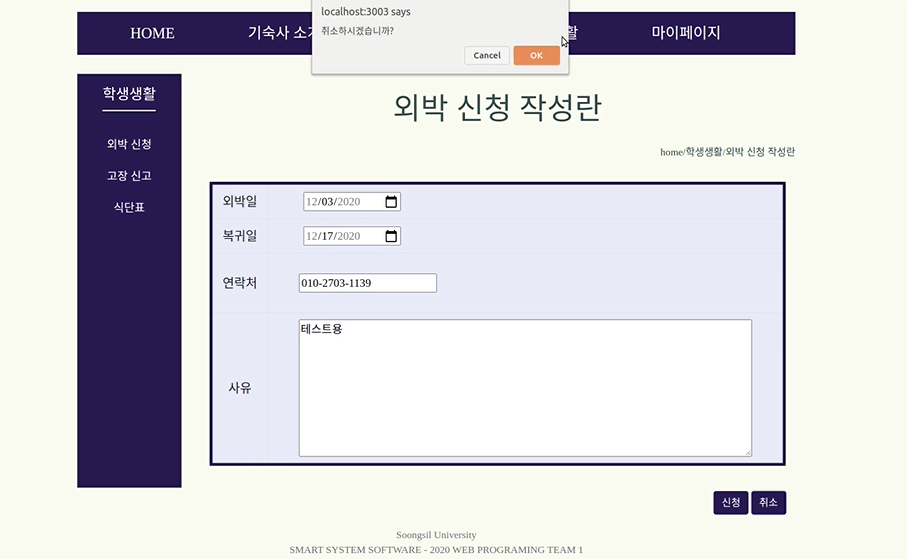 localhost:3003 says
취소하시겠습니까?
Cancel OK
HOME 기숙사 마이페이지
학생생활
외박 신청
고장 신고
식단표
외박 신청 작성란
home/학생생활/외박 신청 작성란
외박일 12/03/2020
복귀일 12/17/2020
연락처 010-2703-1139
사유 테스트용
신청 취소
Soongsil University
SMART SYSTEM SOFTWARE - 2020 WEB PROGRAMING TEAM 1